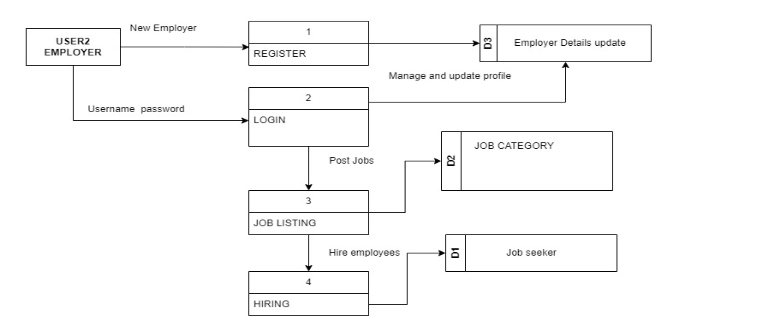 New Employer
USER2
EMPLOYER
1
REGISTER
D3
Employer Details update
Manage and update profile
Username password
2
LOGIN
Post Jobs
D2
JOB CATEGORY
3
JOB LISTING
Hire employees
D1
Job seeker
4
HIRING